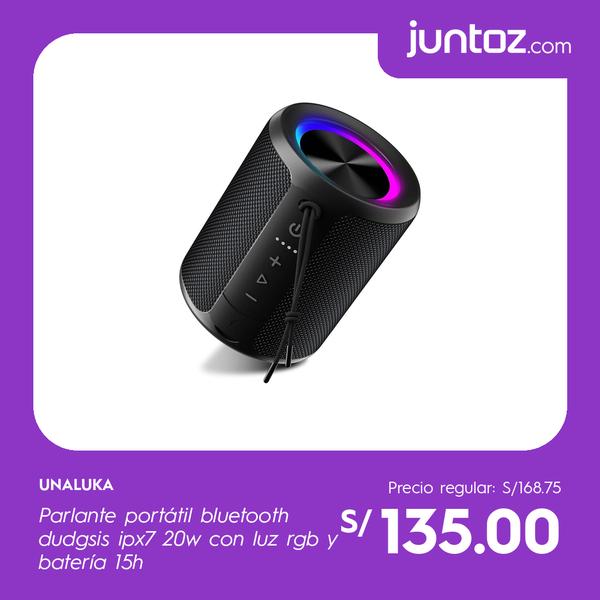 juntoz.com
UNALUKA
Parlante portátil bluetooth
dudgsis ipx7 20w con luz rgb y
batería 15h
Precio regular: S/168.75
S/ 135.00